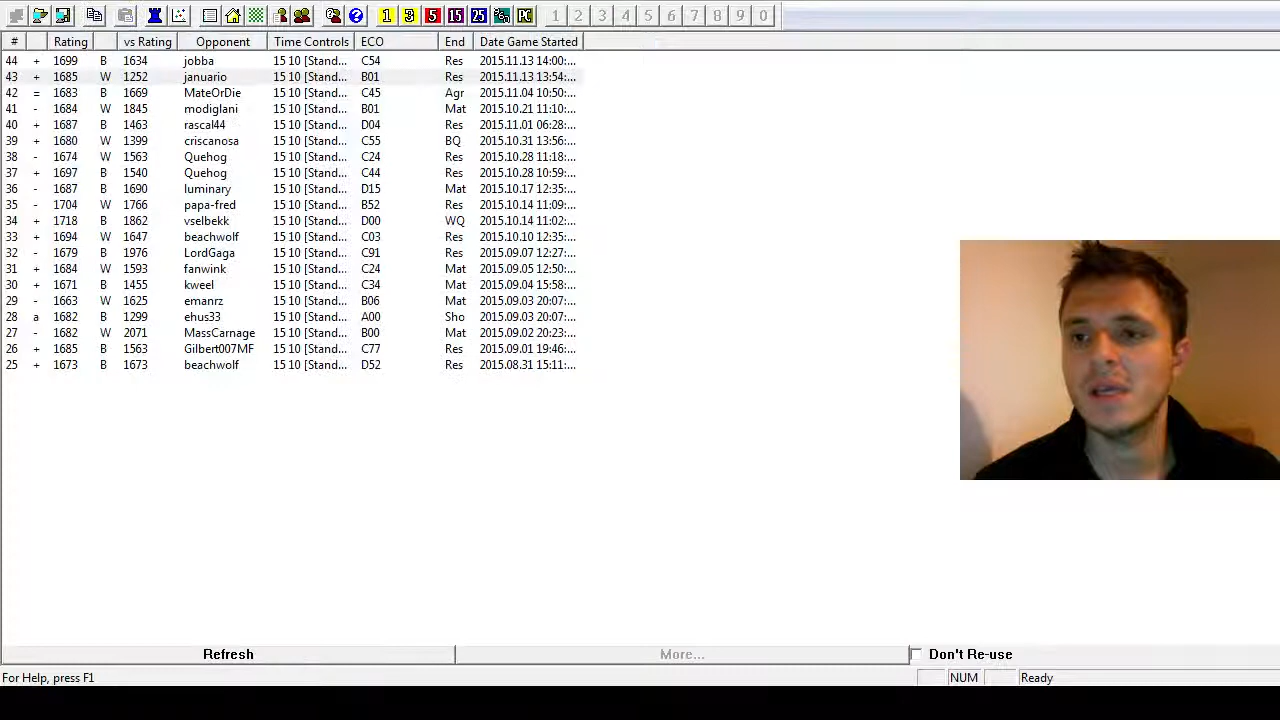 1 3 5 15 25 PC 1 2 3 4 5 6 7 8 9 0
# Rating vs Rating Opponent Time Controls ECO End Date Game Started
44 + 1699 B 1634 jobba 15 10 [Stand... C54 Res 2015.11.13 14:00:...
43 + 1685 W 1252 januario 15 10 [Stand... B01 Res 2015.11.13 13:54:...
42 = 1683 B 1669 MateOrDie 15 10 [Stand... C45 Agr 2015.11.04 10:50:...
41 - 1684 W 1845 modiglani 15 10 [Stand... B01 Mat 2015.10.21 11:10:...
40 + 1687 B 1463 rascal44 15 10 [Stand... D04 Res 2015.11.01 06:28:...
39 + 1680 W 1399 criscanosa 15 10 [Stand... C55 BQ 2015.10.31 13:56:...
38 - 1674 W 1563 Quehog 15 10 [Stand... C24 Res 2015.10.28 11:18:...
37 + 1697 B 1540 Quehog 15 10 [Stand... C44 Res 2015.10.28 10:59:...
36 - 1687 B 1690 luminary 15 10 [Stand... D15 Mat 2015.10.17 12:35:...
35 - 1704 W 1766 papa-fred 15 10 [Stand... B52 Res 2015.10.14 11:09:...
34 + 1718 B 1862 vselbekk 15 10 [Stand... D00 WQ 2015.10.14 11:02:...
33 + 1694 W 1647 beachwolf 15 10 [Stand... C03 Res 2015.10.10 12:35:...
32 - 1679 B 1976 LordGaga 15 10 [Stand... C91 Res 2015.09.07 12:27:...
31 + 1684 W 1593 fanwink 15 10 [Stand... C24 Mat 2015.09.05 12:50:...
30 + 1671 B 1455 kweel 15 10 [Stand... C34 Mat 2015.09.04 15:58:...
29 - 1663 W 1625 emanrz 15 10 [Stand... B06 Mat 2015.09.03 20:07:...
28 a 1682 B 1299 ehus33 15 10 [Stand... A00 Sho 2015.09.03 20:07:...
27 - 1682 W 2071 MassCarnage 15 10 [Stand... B00 Mat 2015.09.02 20:23:...
26 + 1685 B 1563 Gilbert007MF 15 10 [Stand... C77 Res 2015.09.01 19:46:...
25 + 1673 B 1673 beachwolf 15 10 [Stand... D52 Res 2015.08.31 15:11:...
Refresh More... Don't Re-use
For Help, press F1 NUM Ready